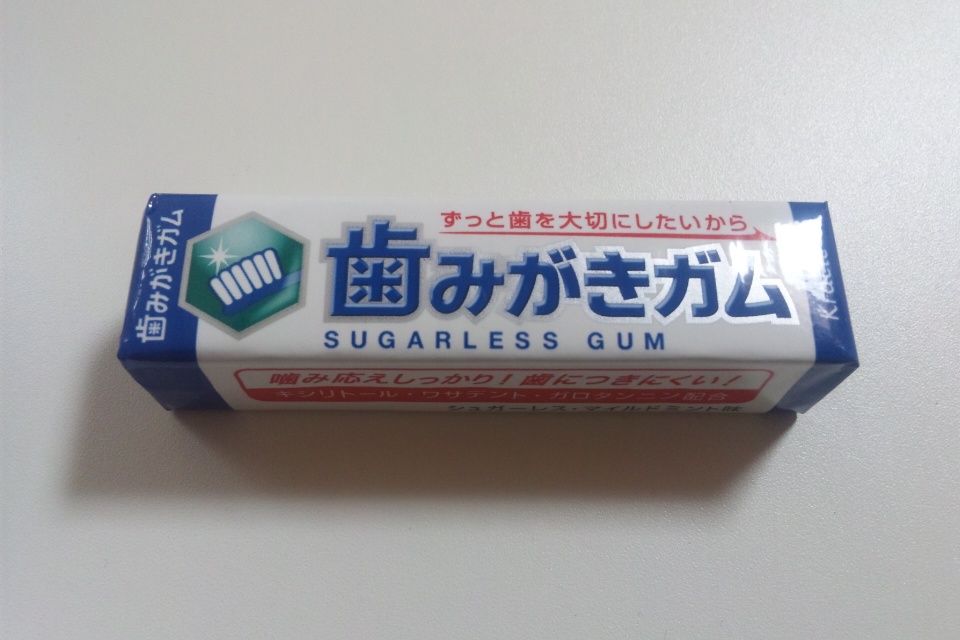 歯みがきガム
ずっと歯を大切にしたいから
歯みがきガム
SUGARLESS GUM
噛み応えしっかり!歯につきにくい!
キシリトール・ワサデント・ガロタンニン配合
シュガーレス・マイルドミント味